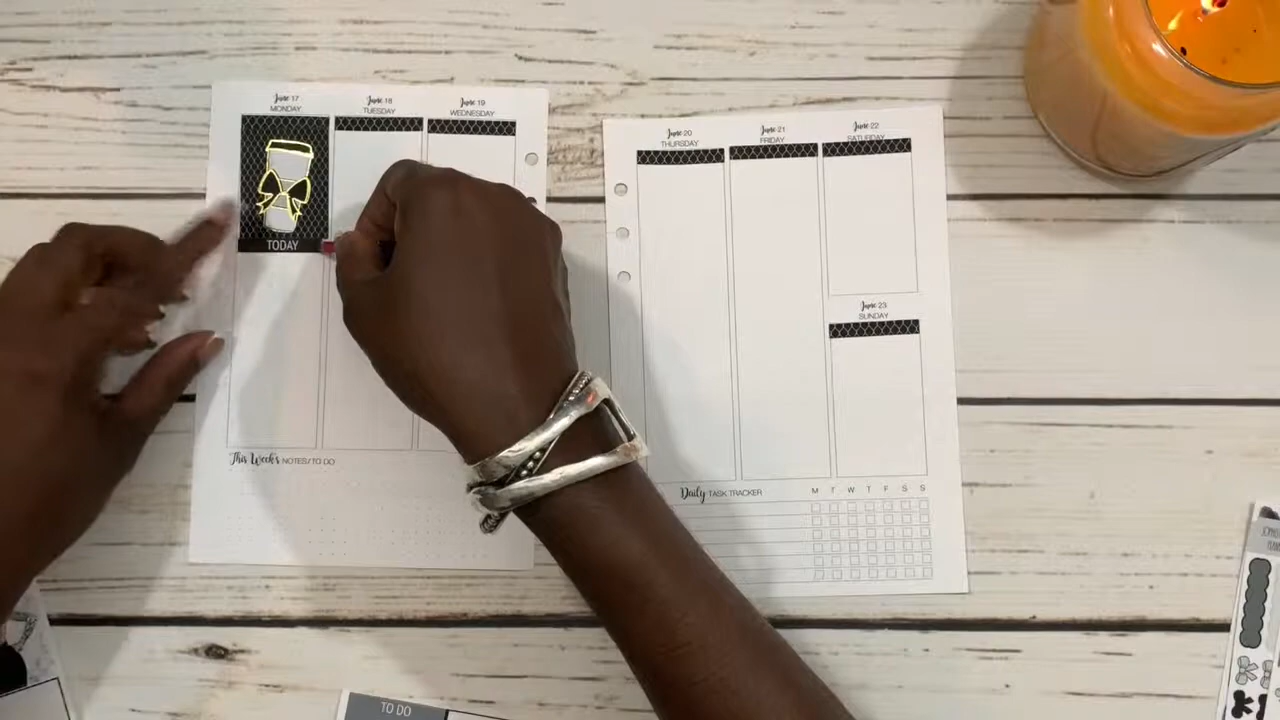 June 17
MONDAY
June 18
TUESDAY
June 19
WEDNESDAY
TODAY
This Week's NOTES/TO DO
June 20
THURSDAY
June 21
FRIDAY
June 22
SATURDAY
June 23
SUNDAY
Daily TASK TRACKER
M T W T F S S
TO DO